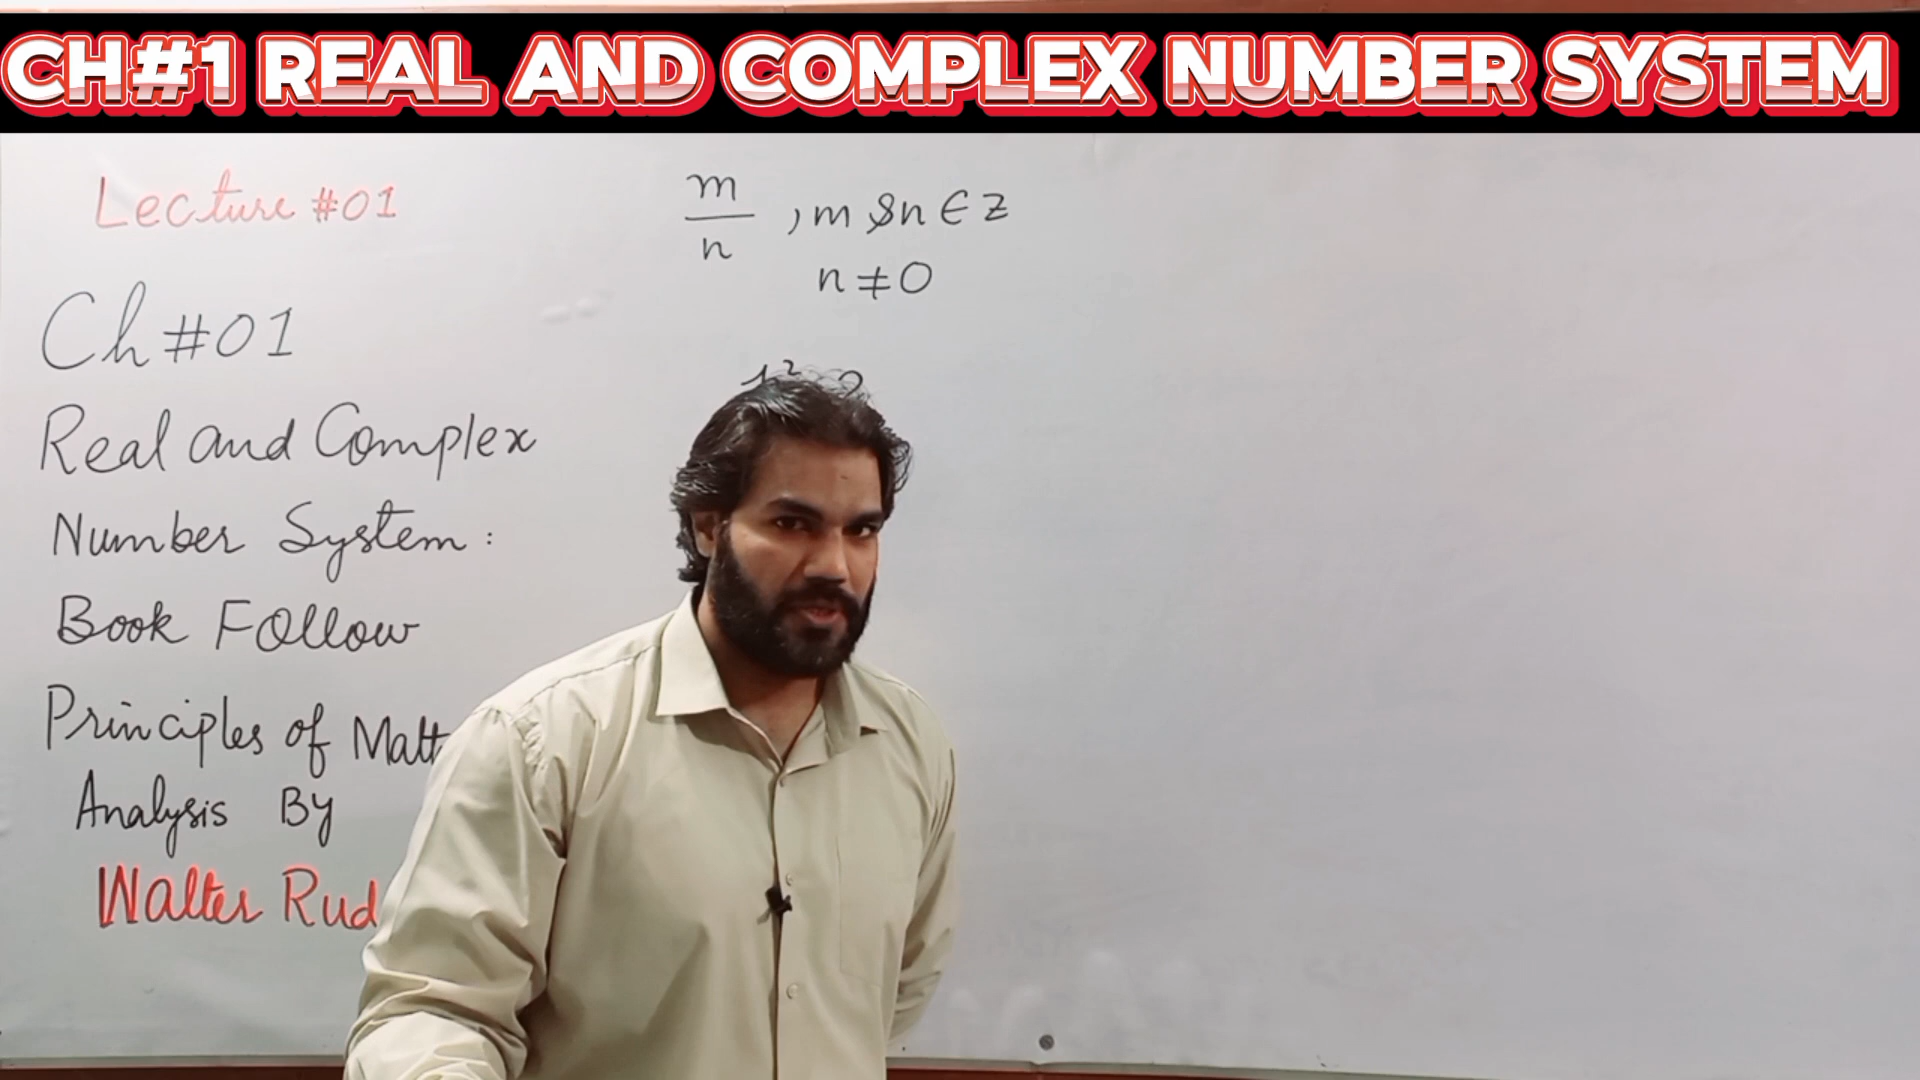 CH#1 REAL AND COMPLEX NUMBER SYSTEM
Lecture #01
Ch #01
Real and Complex
Number System:
Book Follow
Principles of
Analysis By
Walter
m
—
n
, m & n ∈ Z
n ≠ 0